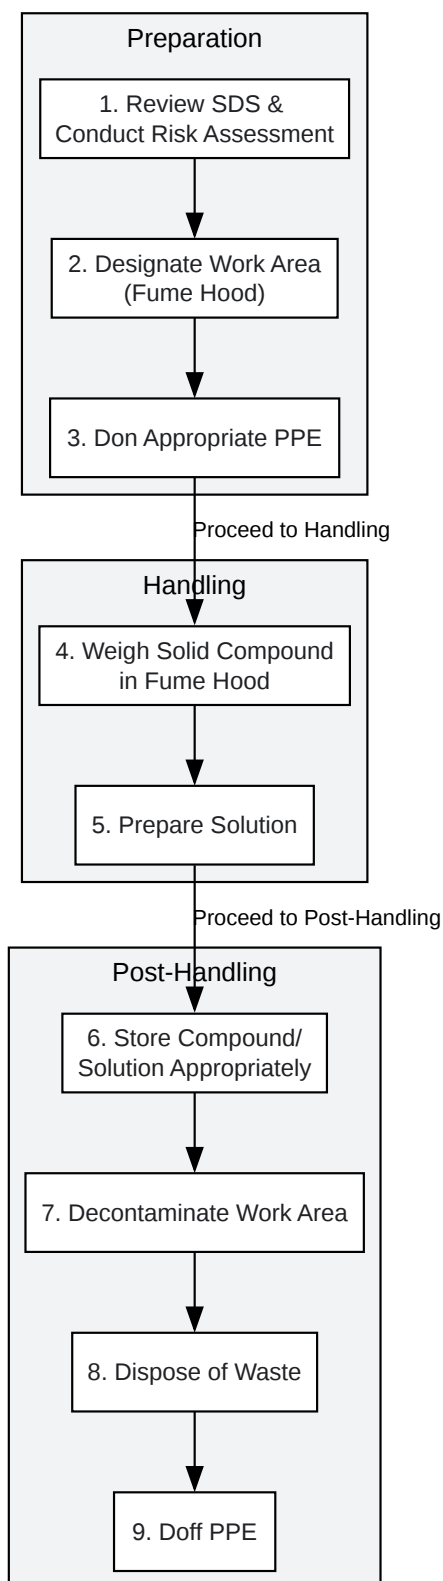 Preparation
1. Review SDS &
Conduct Risk Assessment
2. Designate Work Area
(Fume Hood)
3. Don Appropriate PPE
Proceed to Handling
Handling
4. Weigh Solid Compound
in Fume Hood
5. Prepare Solution
Proceed to Post-Handling
Post-Handling
6. Store Compound/
Solution Appropriately
7. Decontaminate Work Area
8. Dispose of Waste
9. Doff PPE